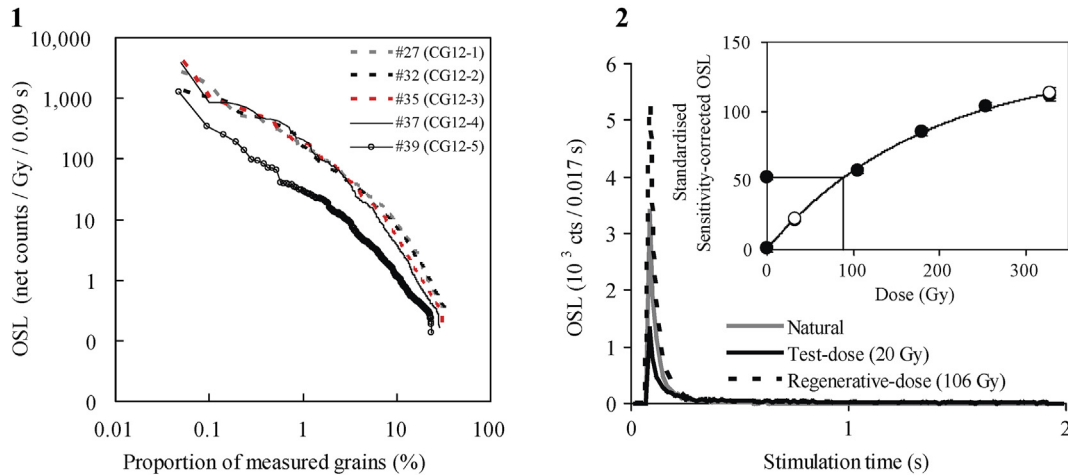 1
OSL (net counts / Gy / 0.09 s)
10,000
1,000
100
10
1
0
0
0.01
0.1
1
10
100
Proportion of measured grains (%)
#27 (CG12-1)
#32 (CG12-2)
#35 (CG12-3)
#37 (CG12-4)
#39 (CG12-5)
2
OSL (10³ cts / 0.017 s)
6
5
4
3
2
1
0
0
1
2
Stimulation time (s)
Standardised
Sensitivity-corrected OSL
150
100
50
0
0
100
200
300
Dose (Gy)
Natural
Test-dose (20 Gy)
Regenerative-dose (106 Gy)